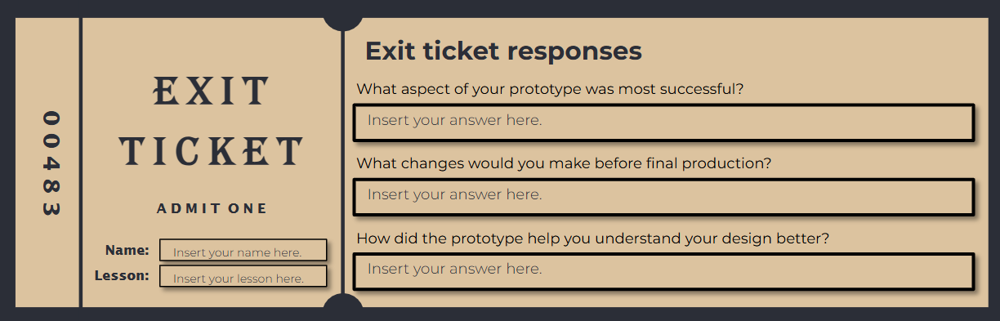 00483
EXIT
TICKET
ADMIT ONE
Name: Insert your name here.
Lesson: Insert your lesson here.
Exit ticket responses
What aspect of your prototype was most successful?
Insert your answer here.
What changes would you make before final production?
Insert your answer here.
How did the prototype help you understand your design better?
Insert your answer here.